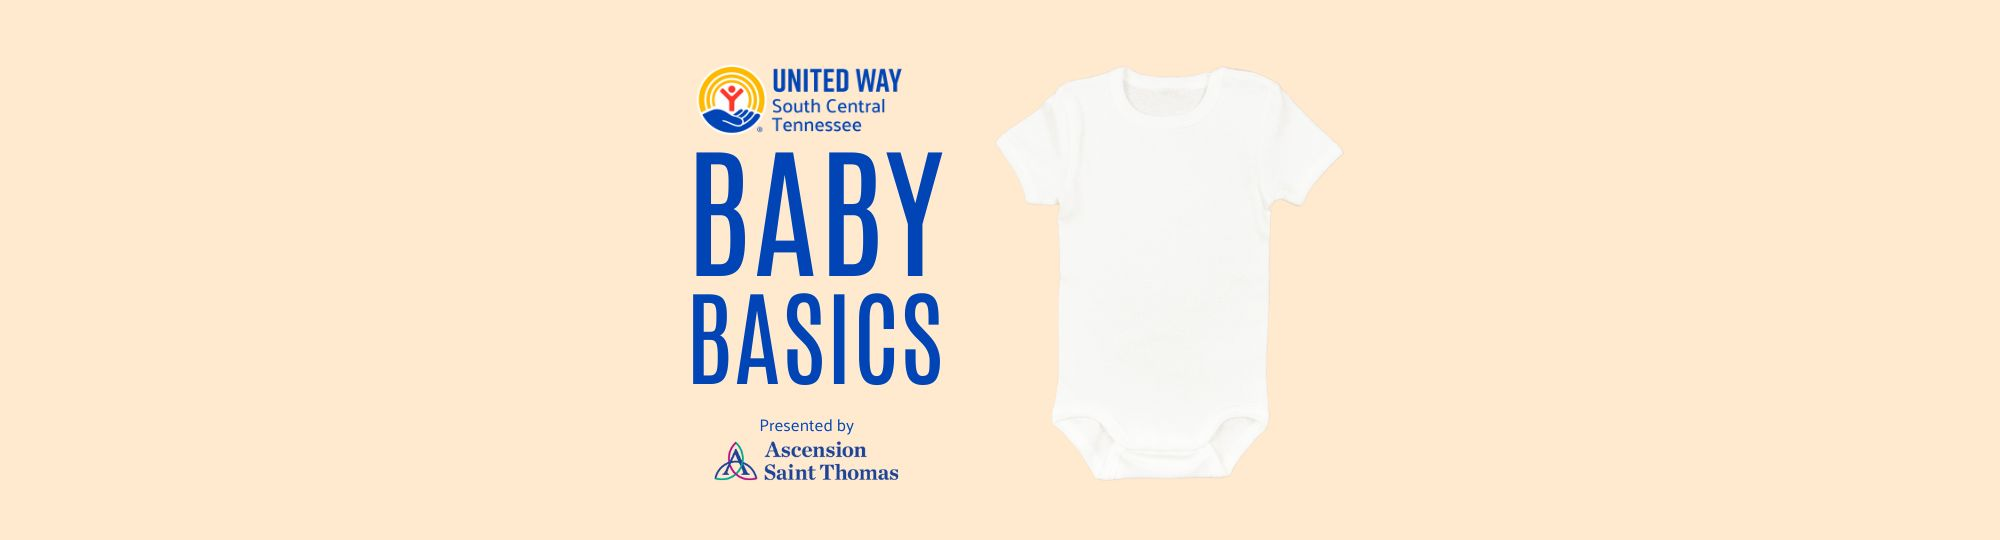 UNITED WAY
South Central
Tennessee
BABY
BASICS
Presented by
Ascension
Saint Thomas